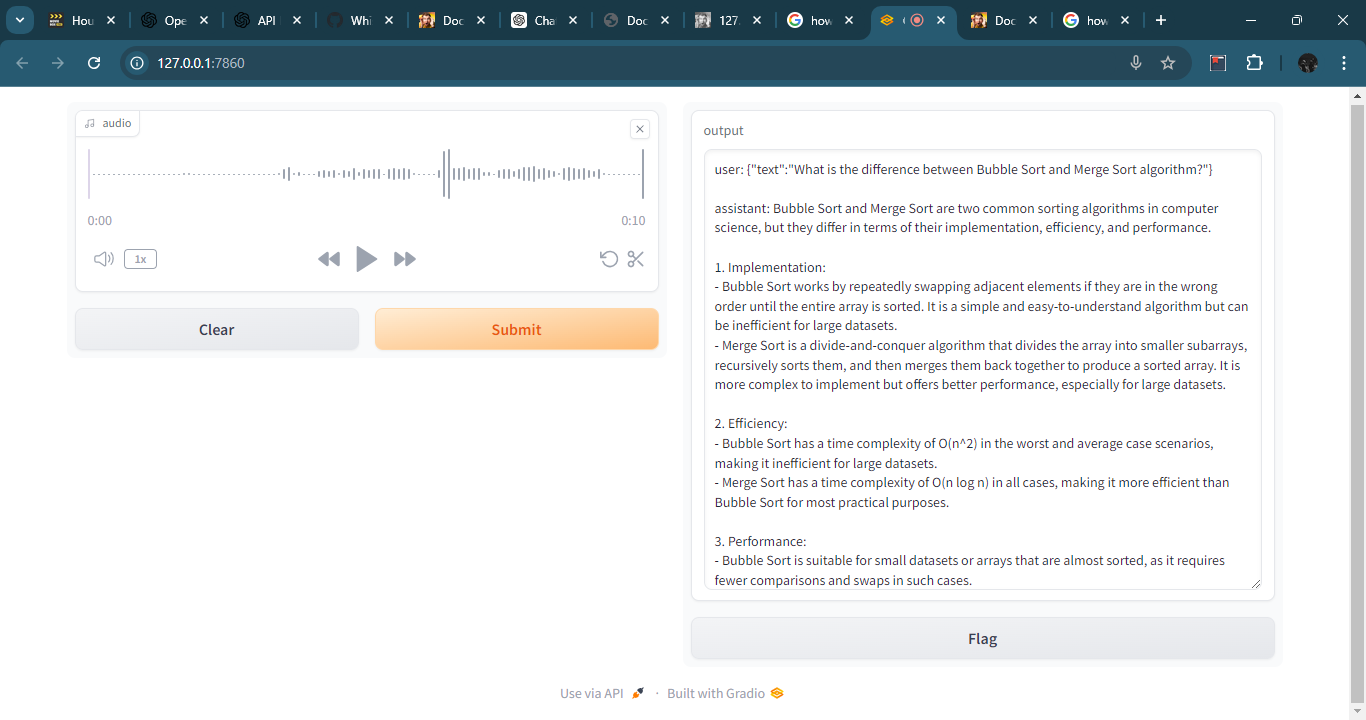 Hou
Ope
API
Whi
Doc
Cha
Doc
127.
how
Doc
how
127.0.0.1:7860
audio
0:00
0:10
1x
Clear
Submit
output
user: {"text":"What is the difference between Bubble Sort and Merge Sort algorithm?"}
assistant: Bubble Sort and Merge Sort are two common sorting algorithms in computer
science, but they differ in terms of their implementation, efficiency, and performance.
1. Implementation:
- Bubble Sort works by repeatedly swapping adjacent elements if they are in the wrong
order until the entire array is sorted. It is a simple and easy-to-understand algorithm but can
be inefficient for large datasets.
- Merge Sort is a divide-and-conquer algorithm that divides the array into smaller subarrays,
recursively sorts them, and then merges them back together to produce a sorted array. It is
more complex to implement but offers better performance, especially for large datasets.
2. Efficiency:
- Bubble Sort has a time complexity of O(n^2) in the worst and average case scenarios,
making it inefficient for large datasets.
- Merge Sort has a time complexity of O(n log n) in all cases, making it more efficient than
Bubble Sort for most practical purposes.
3. Performance:
- Bubble Sort is suitable for small datasets or arrays that are almost sorted, as it requires
fewer comparisons and swaps in such cases.
Flag
Use via API · Built with Gradio